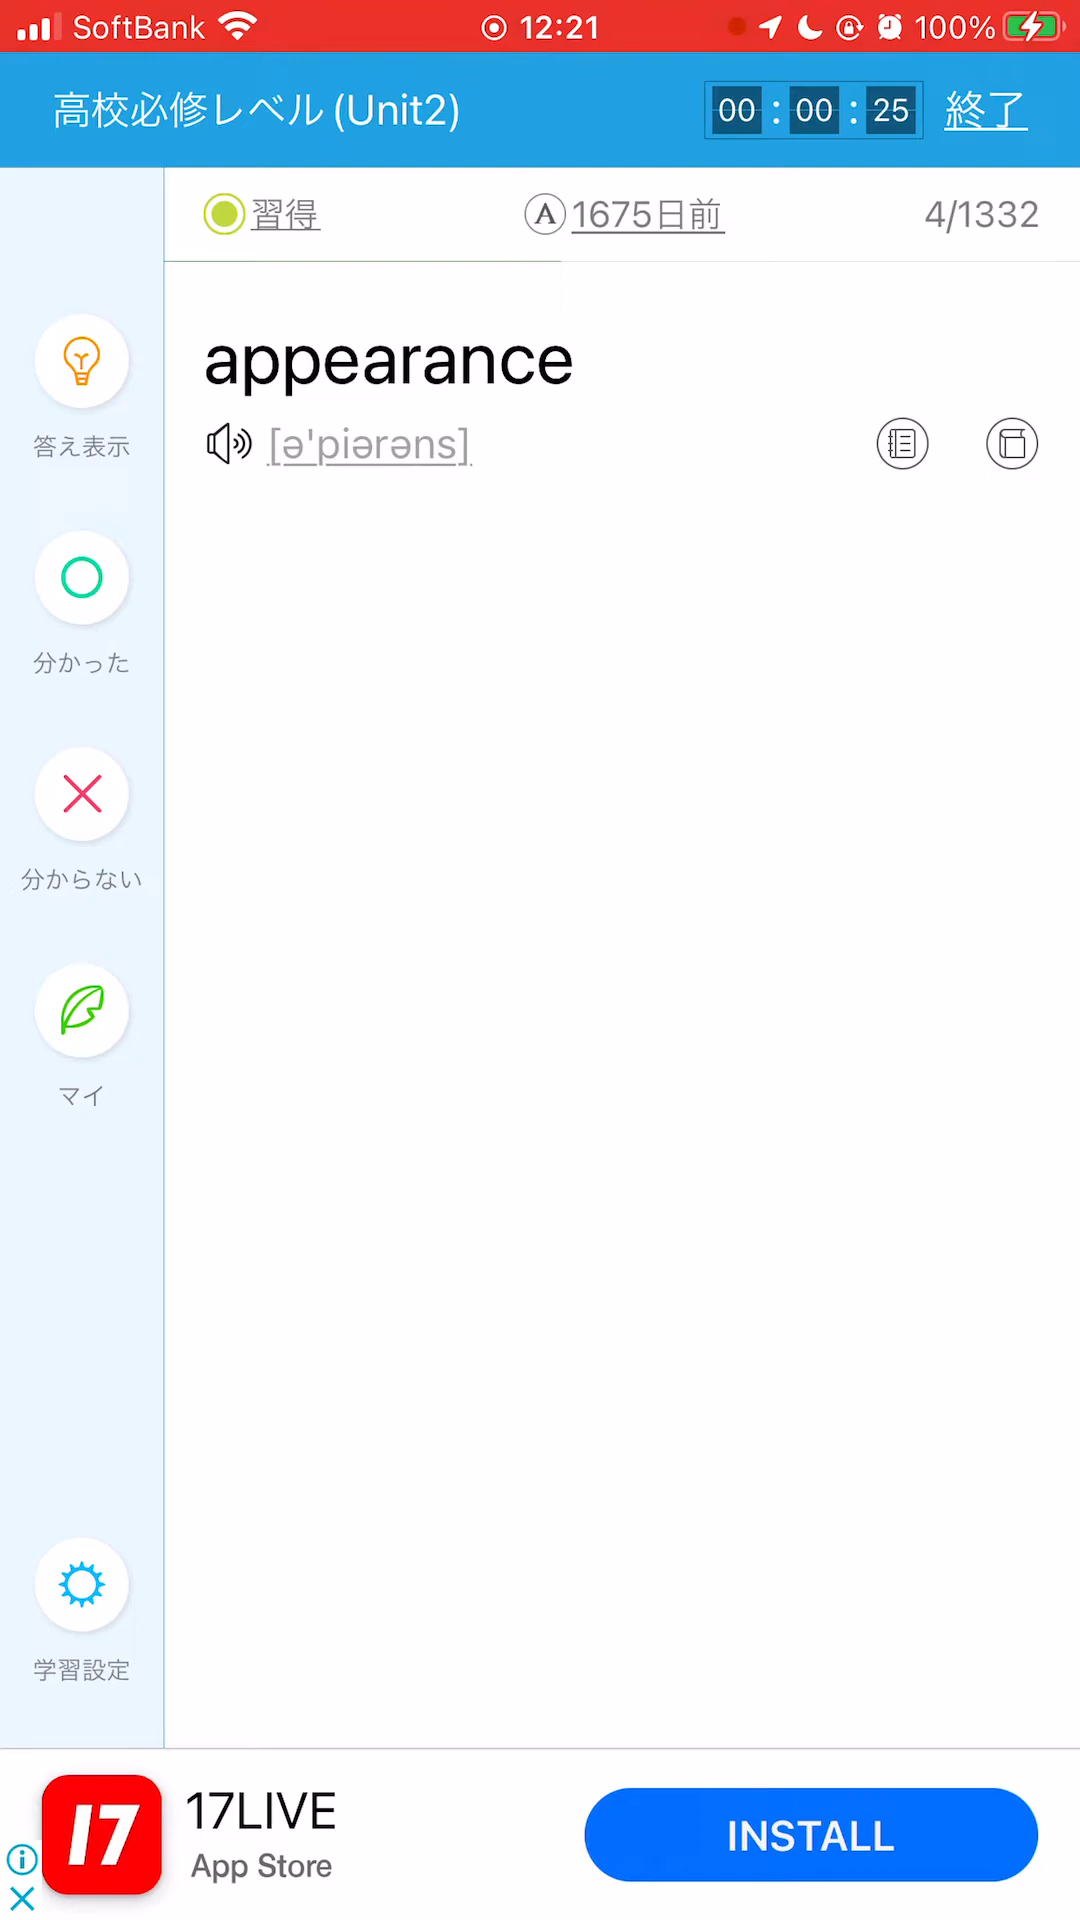 SoftBank 12:21 100%
高校必修レベル (Unit2) 00 : 00 : 25 終了
習得 A 1675日前 4/1332
appearance
[ə'piərəns]
答え表示
分かった
分からない
マイ
学習設定
17 17LIVE
App Store
INSTALL